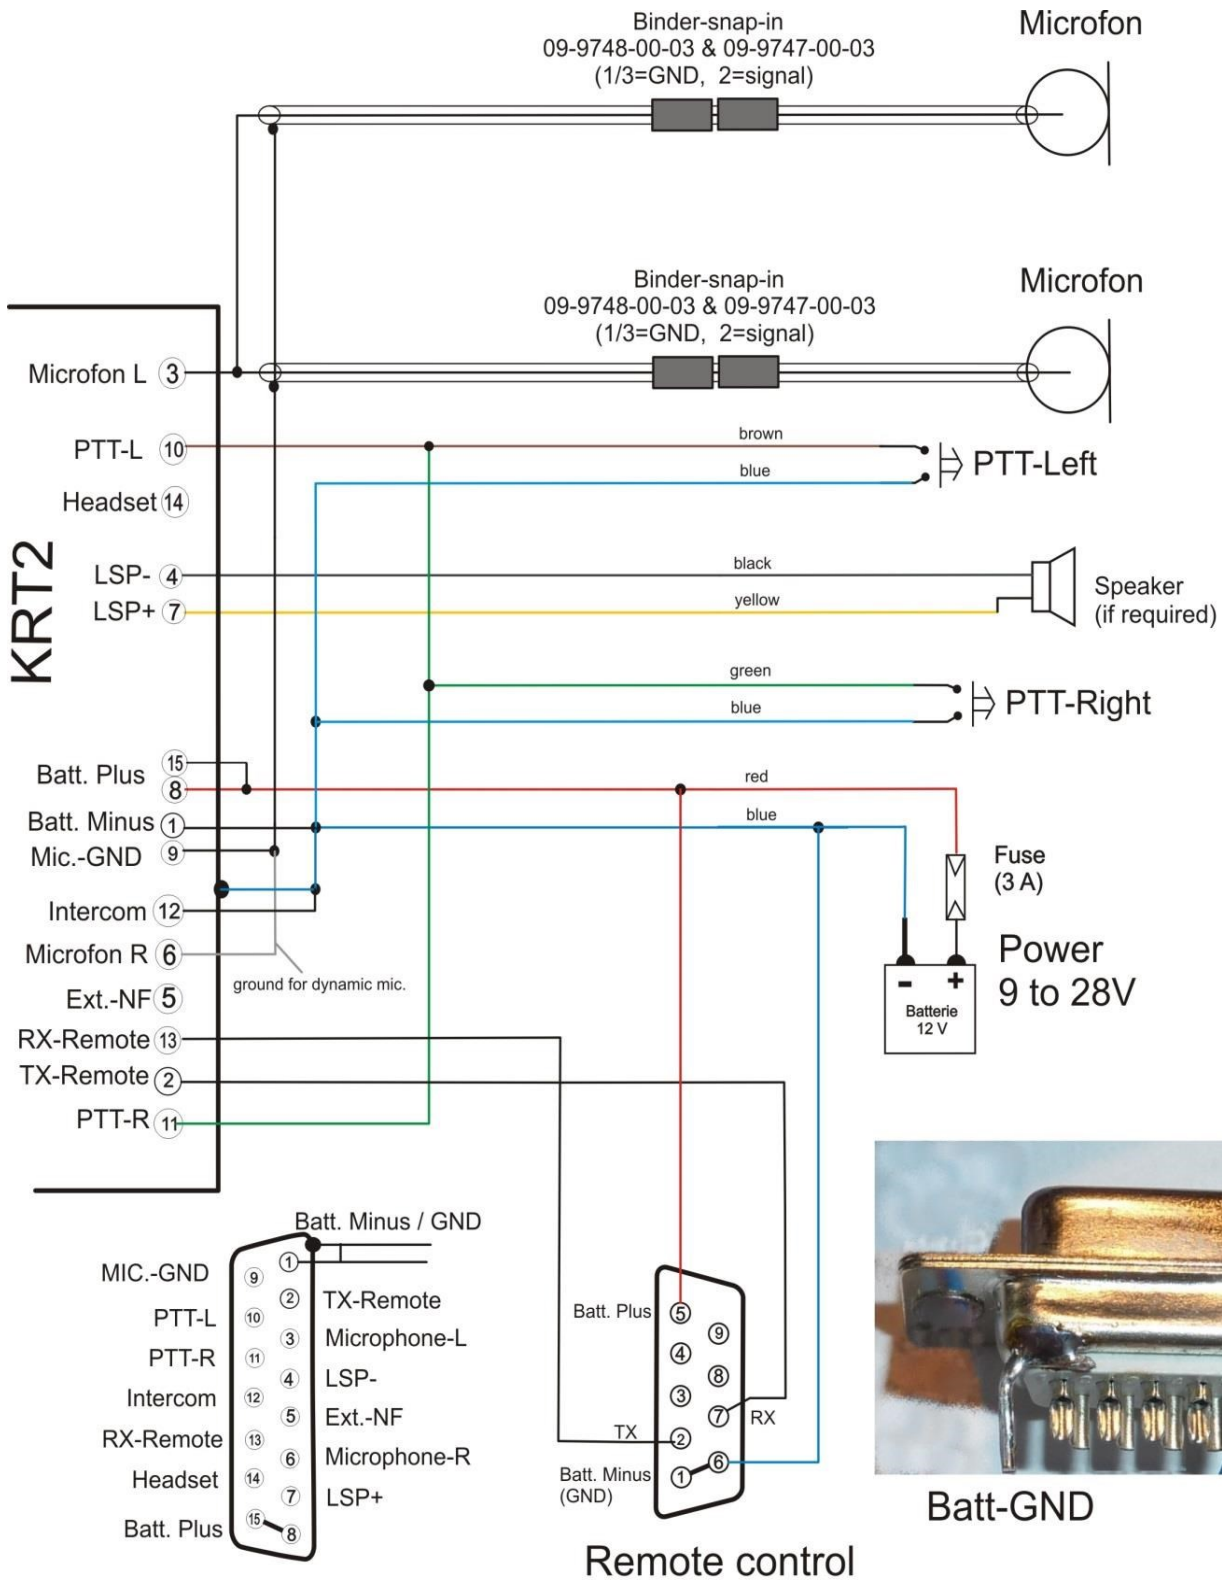 Binder-snap-in
09-9748-00-03 & 09-9747-00-03
(1/3=GND, 2=signal)
Microfon
Binder-snap-in
09-9748-00-03 & 09-9747-00-03
(1/3=GND, 2=signal)
Microfon
KRT2
Microfon L 3
PTT-L 10
brown
blue
PTT-Left
Headset 14
LSP- 4
black
LSP+ 7
yellow
Speaker
(if required)
green
blue
PTT-Right
15
Batt. Plus
8
red
Batt. Minus 1
blue
Mic.-GND 9
Fuse
(3 A)
Intercom 12
Microfon R 6
ground for dynamic mic.
Power
9 to 28V
- +
Batterie
12 V
Ext.-NF 5
RX-Remote 13
TX-Remote 2
PTT-R 11
Batt. Minus / GND
1
MIC.-GND 9
2 TX-Remote
PTT-L 10
3 Microphone-L
PTT-R 11
4 LSP-
Intercom 12
5 Ext.-NF
RX-Remote 13
6 Microphone-R
Headset 14
7 LSP+
Batt. Plus 15
8
Batt. Plus 5
9
4
8
3
7 RX
TX 2
6
Batt. Minus
(GND)
1
Remote control
Batt-GND